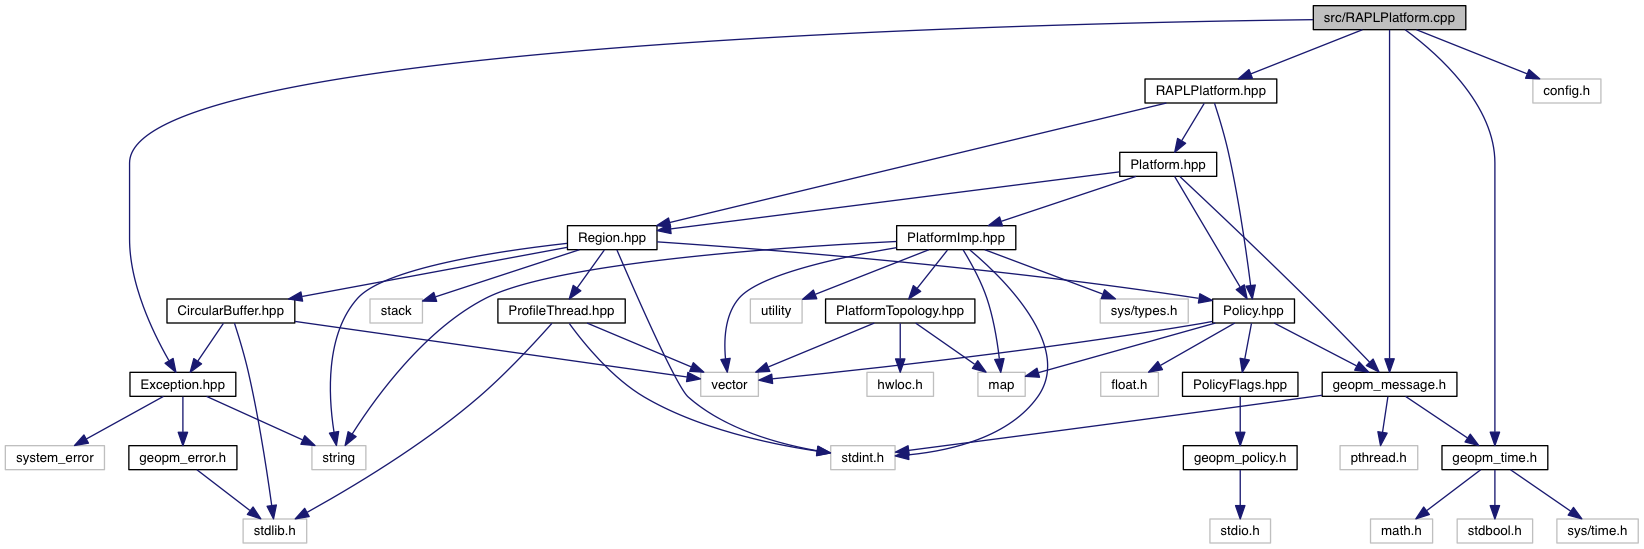 src/RAPLPlatform.cpp
RAPLPlatform.hpp
config.h
Platform.hpp
Region.hpp
PlatformImp.hpp
CircularBuffer.hpp
stack
ProfileThread.hpp
utility
PlatformTopology.hpp
sys/types.h
Policy.hpp
Exception.hpp
vector
hwloc.h
map
float.h
PolicyFlags.hpp
geopm_message.h
system_error
geopm_error.h
string
stdint.h
geopm_policy.h
pthread.h
geopm_time.h
stdlib.h
stdio.h
math.h
stdbool.h
sys/time.h